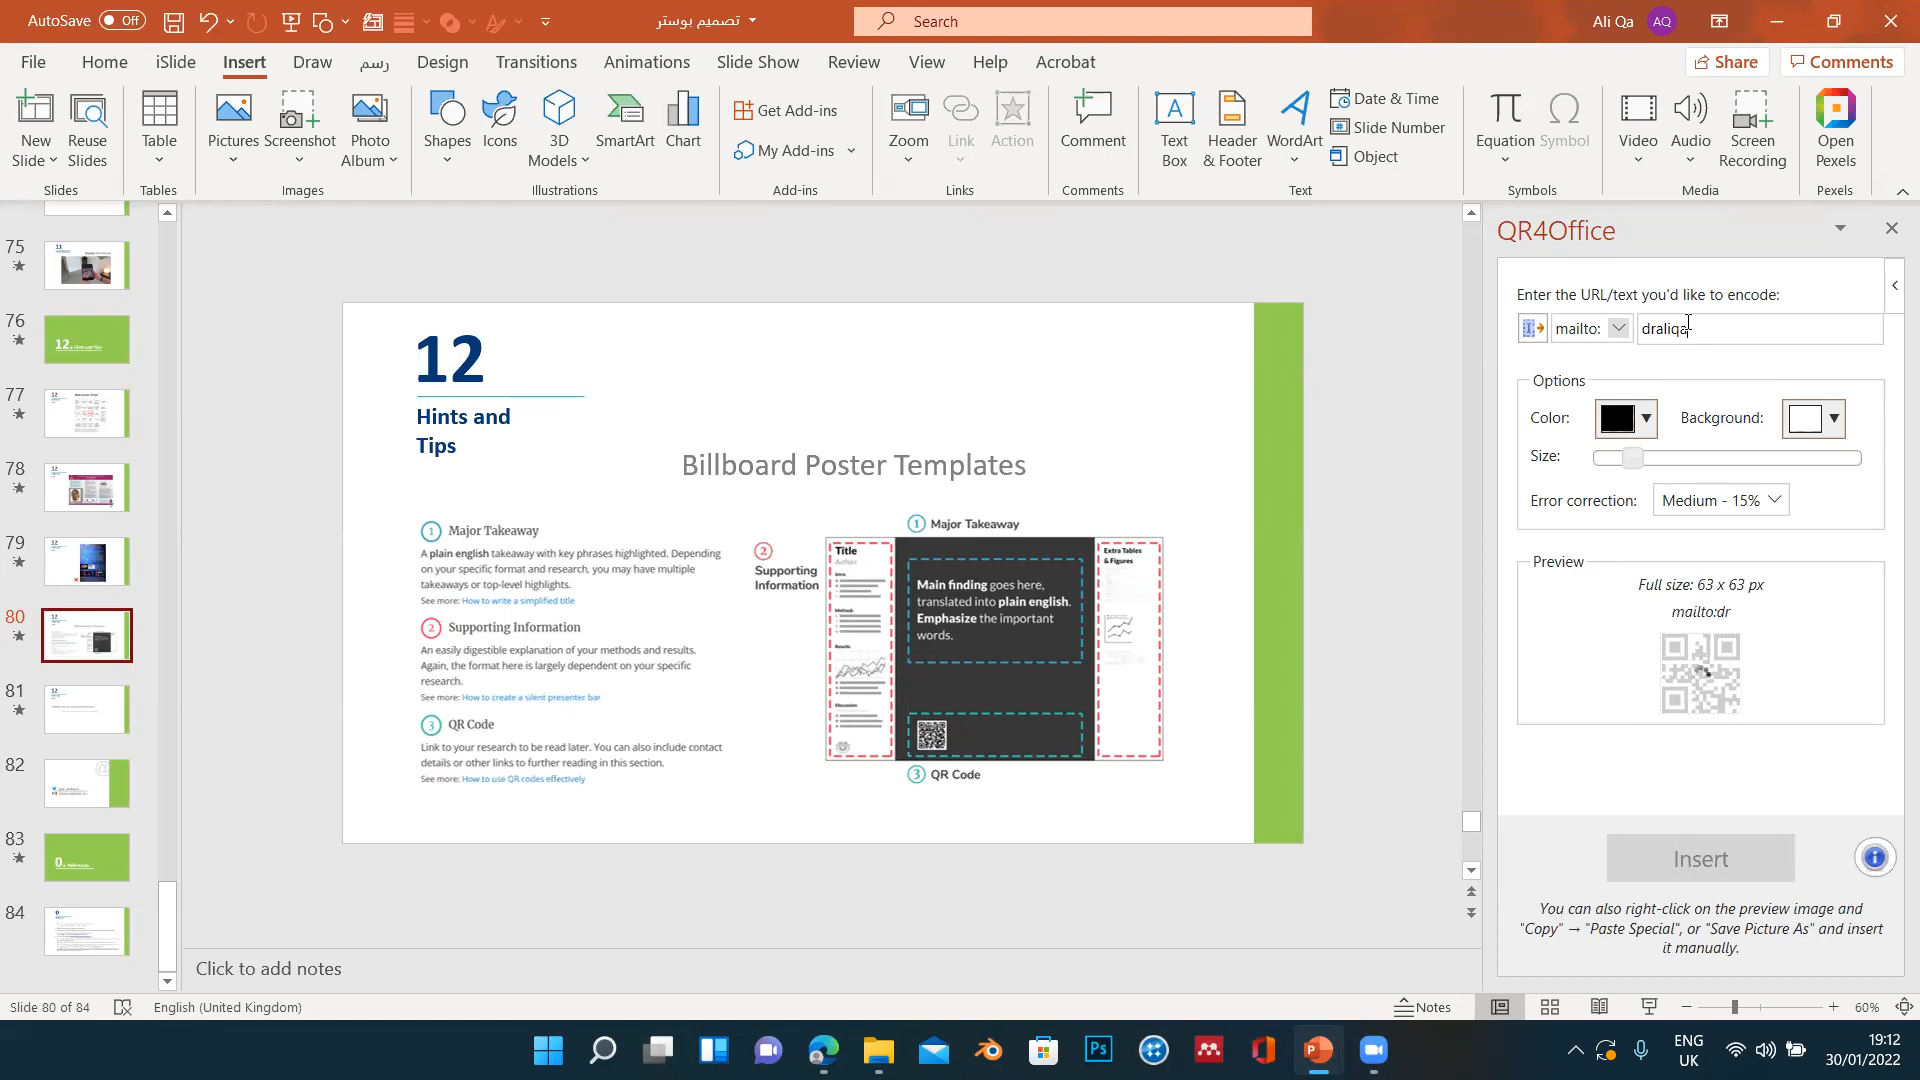 AutoSave Off
تصميم بوستر
Search
Ali Qa AQ
File Home iSlide Insert Draw رسم Design Transitions Animations Slide Show Review View Help Acrobat
Share Comments
New Slide
Reuse Slides
Table
Pictures
Screenshot
Photo Album
Shapes
Icons
3D Models
SmartArt
Chart
Get Add-ins
My Add-ins
Zoom
Link
Action
Comment
Text Box
Header & Footer
WordArt
Date & Time
Slide Number
Object
Equation
Symbol
Video
Audio
Screen Recording
Open Pexels
Slides Tables Images Illustrations Add-ins Links Comments Text Symbols Media Pexels
75
76
77
78
79
80
81
82
83
84
12
Hints and
Tips
Billboard Poster Templates
1 Major Takeaway
A plain english takeaway with key phrases highlighted. Depending
on your specific format and research, you may have multiple
takeaways or top-level highlights.
See more: How to write a simplified title
2 Supporting Information
An easily digestible explanation of your methods and results.
Again, the format here is largely dependent on your specific
research.
See more: How to create a silent presenter bar
3 QR Code
Link to your research to be read later. You can also include contact
details or other links to further reading in this section.
See more: How to use QR codes effectively
1 Major Takeaway
2
Supporting
Information
Title
Authors
Intro
Methods
Results
Discussion
Main finding goes here,
translated into plain english.
Emphasize the important
words.
Extra Tables
& Figures
3 QR Code
QR4Office
Enter the URL/text you'd like to encode:
mailto: draliqa
Options
Color: Background:
Size:
Error correction: Medium - 15%
Preview
Full size: 63 x 63 px
mailto:dr
Insert
You can also right-click on the preview image and
"Copy" → "Paste Special", or "Save Picture As" and insert
it manually.
Click to add notes
Slide 80 of 84 English (United Kingdom) Notes 60%
Ps
ENG
UK
19:12
30/01/2022